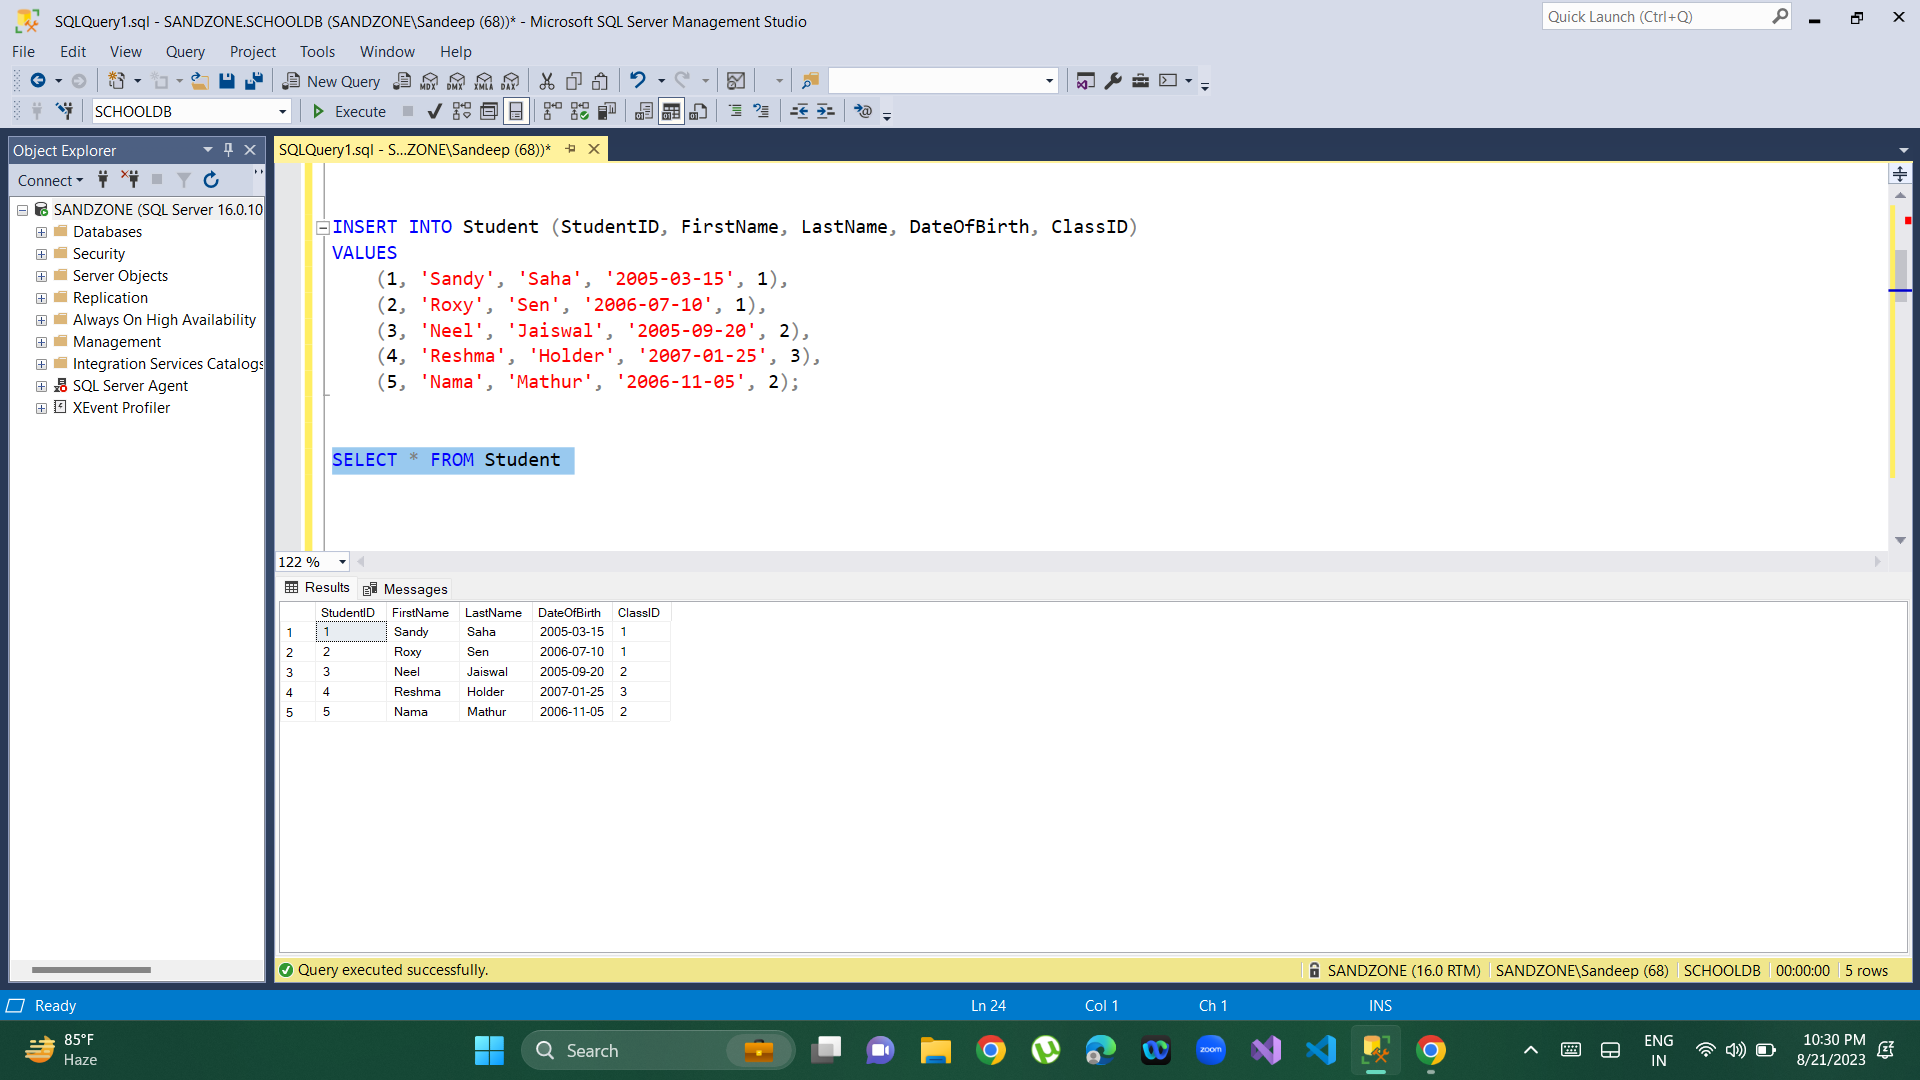 SQLQuery1.sql - SANDZONE.SCHOOLDB (SANDZONE\Sandeep (68))* - Microsoft SQL Server Management Studio
Quick Launch (Ctrl+Q)
File Edit View Query Project Tools Window Help
New Query MDX DMX XMLA DAX
SCHOOLDB Execute
Object Explorer
SQLQuery1.sql - S...ZONE\Sandeep (68))*
Connect
SANDZONE (SQL Server 16.0.10
Databases
Security
Server Objects
Replication
Always On High Availability
Management
Integration Services Catalogs
SQL Server Agent
XEvent Profiler
INSERT INTO Student (StudentID, FirstName, LastName, DateOfBirth, ClassID)
VALUES
(1, 'Sandy', 'Saha', '2005-03-15', 1),
(2, 'Roxy', 'Sen', '2006-07-10', 1),
(3, 'Neel', 'Jaiswal', '2005-09-20', 2),
(4, 'Reshma', 'Holder', '2007-01-25', 3),
(5, 'Nama', 'Mathur', '2006-11-05', 2);
SELECT * FROM Student
122 %
Results Messages
StudentID FirstName LastName DateOfBirth ClassID
1 1 Sandy Saha 2005-03-15 1
2 2 Roxy Sen 2006-07-10 1
3 3 Neel Jaiswal 2005-09-20 2
4 4 Reshma Holder 2007-01-25 3
5 5 Nama Mathur 2006-11-05 2
Query executed successfully.
SANDZONE (16.0 RTM) SANDZONE\Sandeep (68) SCHOOLDB 00:00:00 5 rows
Ready Ln 24 Col 1 Ch 1 INS
85°F
Haze
Search
zoom
ENG
IN
10:30 PM
8/21/2023